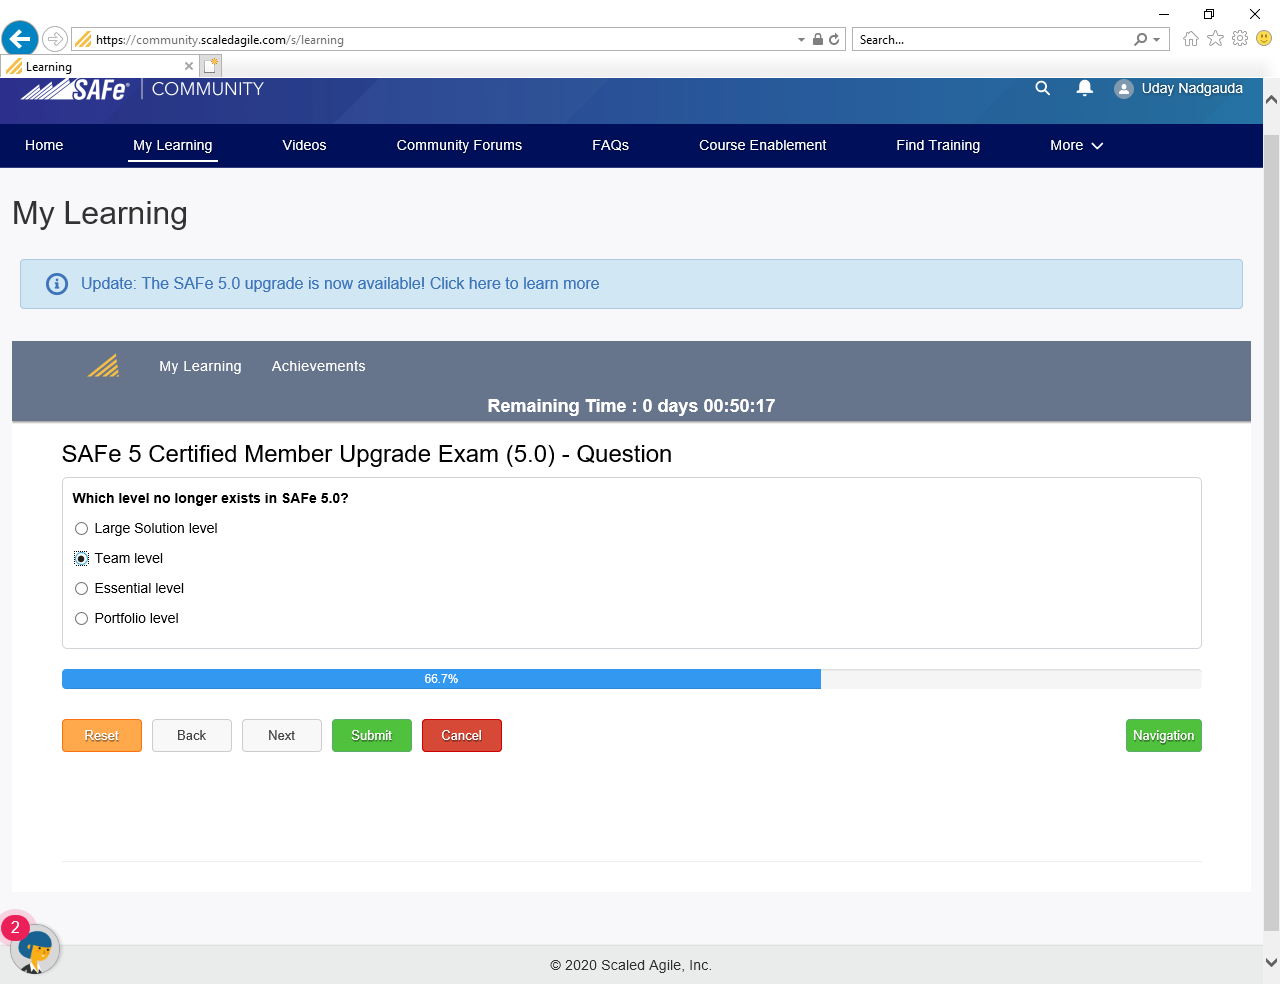 https://community.scaledagile.com/s/learning
Search...
Learning
SAFe® COMMUNITY
Uday Nadgauda
Home My Learning Videos Community Forums FAQs Course Enablement Find Training More
My Learning
Update: The SAFe 5.0 upgrade is now available! Click here to learn more
My Learning Achievements
Remaining Time : 0 days 00:50:17
SAFe 5 Certified Member Upgrade Exam (5.0) - Question
Which level no longer exists in SAFe 5.0?
Large Solution level
Team level
Essential level
Portfolio level
66.7%
Reset Back Next Submit Cancel Navigation
2
© 2020 Scaled Agile, Inc.